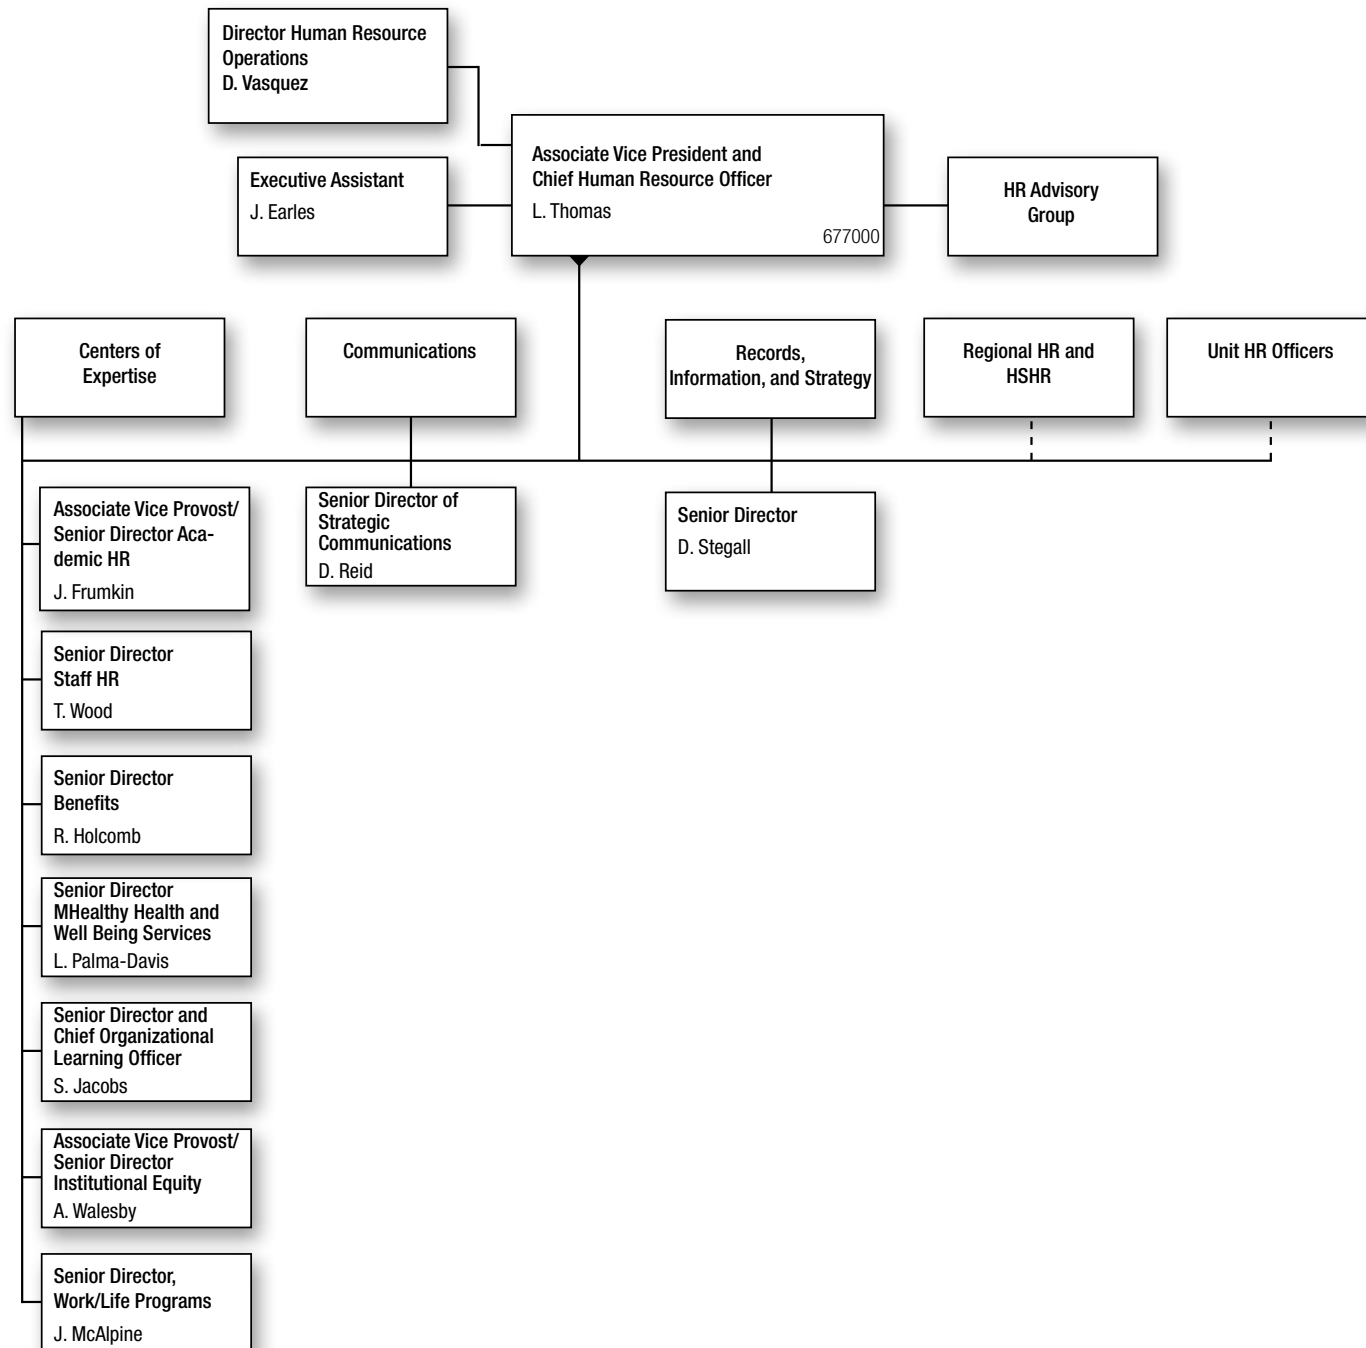 Director Human Resource
Operations
D. Vasquez
Executive Assistant
J. Earles
Associate Vice President and
Chief Human Resource Officer
L. Thomas
677000
HR Advisory
Group
Centers of
Expertise
Communications
Records,
Information, and Strategy
Regional HR and
HSHR
Unit HR Officers
Associate Vice Provost/
Senior Director Aca-
demic HR
J. Frumkin
Senior Director of
Strategic
Communications
D. Reid
Senior Director
D. Stegall
Senior Director
Staff HR
T. Wood
Senior Director
Benefits
R. Holcomb
Senior Director
MHealthy Health and
Well Being Services
L. Palma-Davis
Senior Director and
Chief Organizational
Learning Officer
S. Jacobs
Associate Vice Provost/
Senior Director
Institutional Equity
A. Walesby
Senior Director,
Work/Life Programs
J. McAlpine